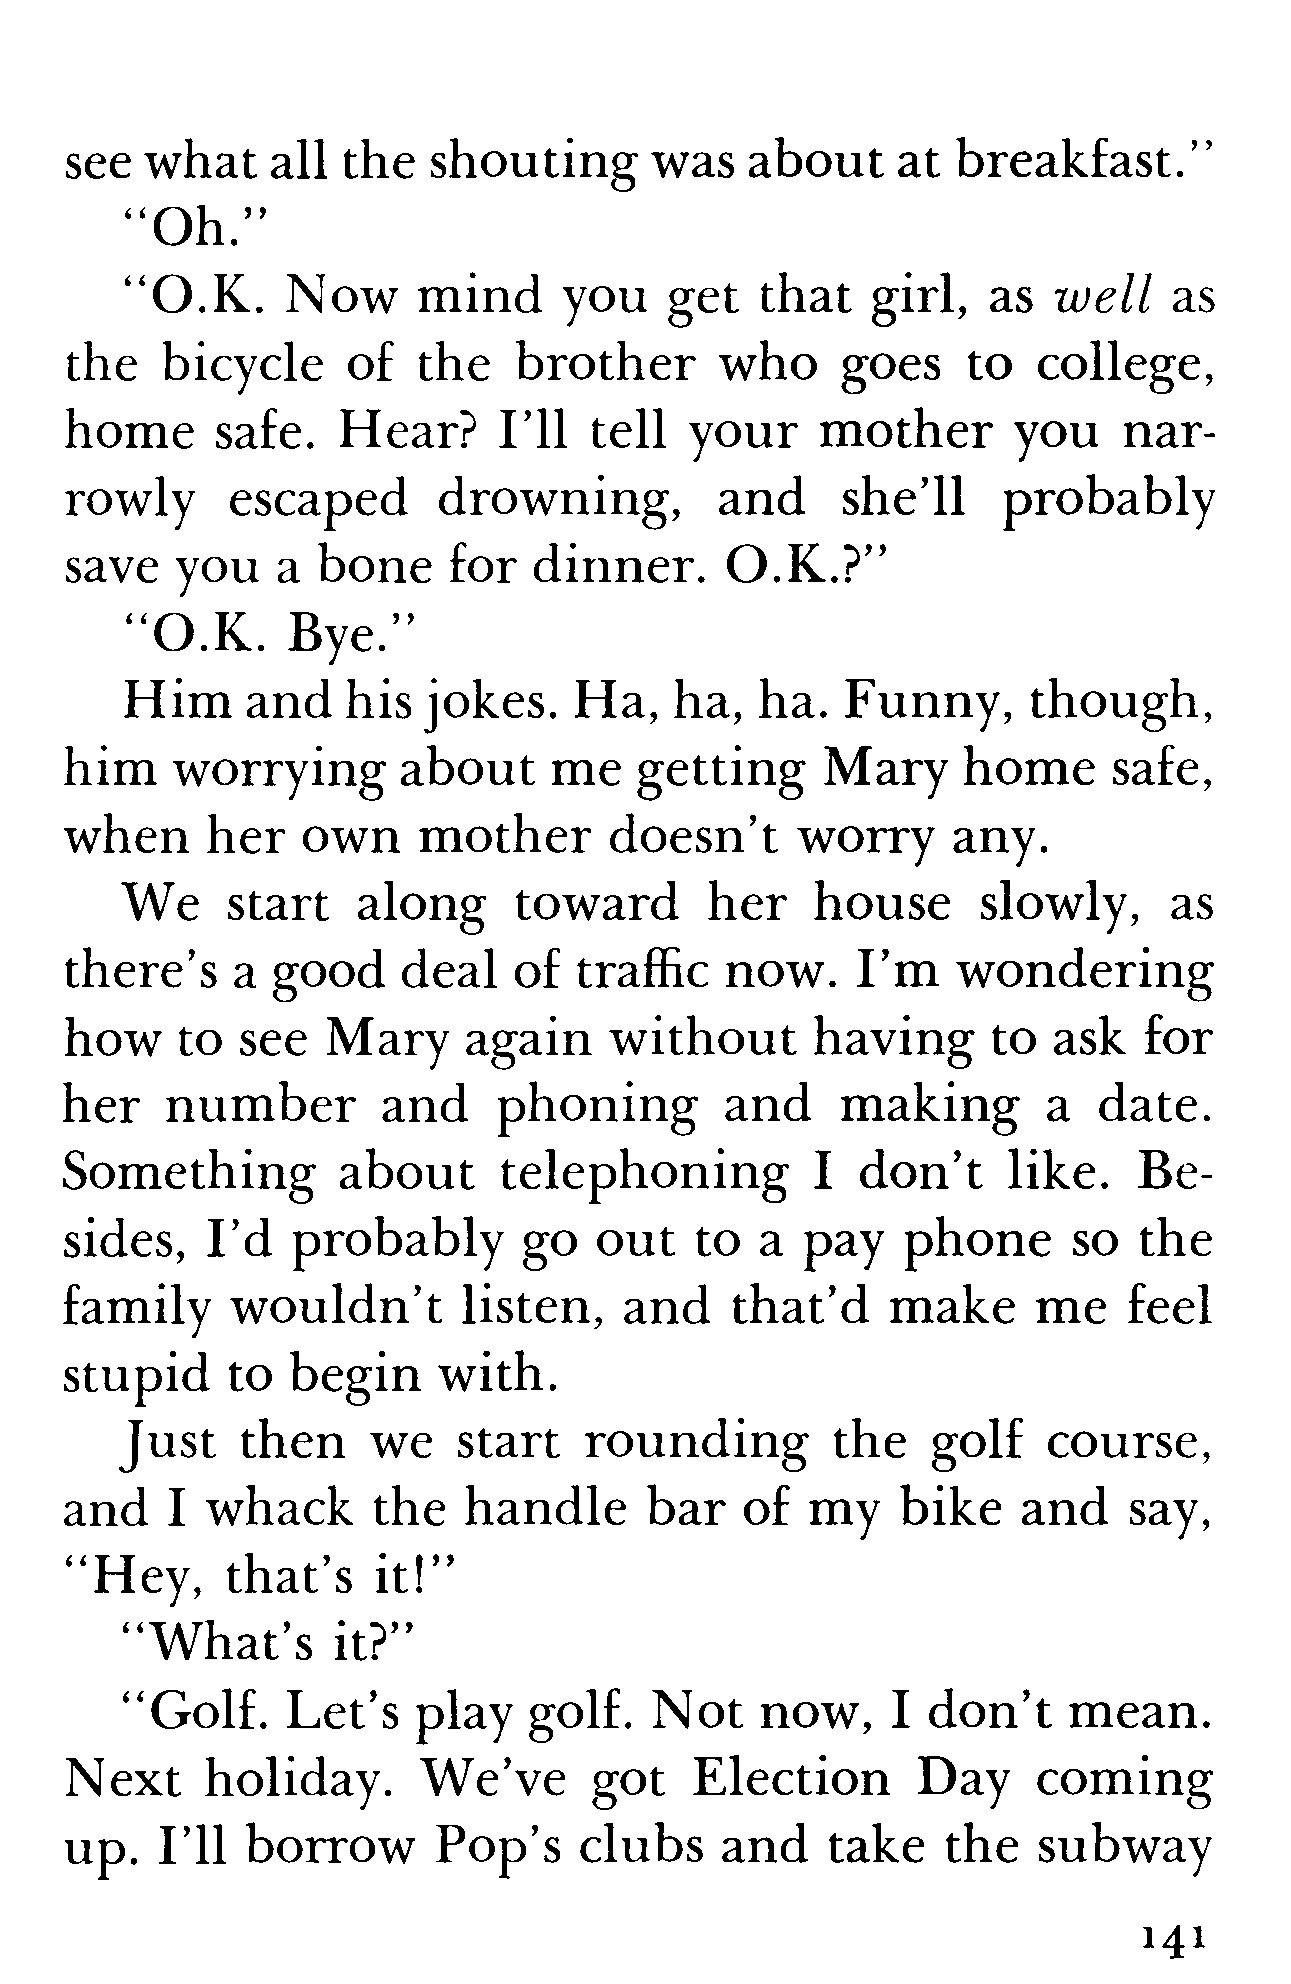 see what all the shouting was about at breakfast.”
“Oh.”
“O.K. Now mind you get that girl, as well as
the bicycle of the brother who goes to college,
home safe. Hear? I’ll tell your mother you nar-
rowly escaped drowning, and she’ll probably
save you a bone for dinner. O.K.?”
“O.K. Bye.”
Him and his jokes. Ha, ha, ha. Funny, though,
him worrying about me getting Mary home safe,
when her own mother doesn’t worry any.
We start along toward her house slowly, as
there’s a good deal of traffic now. I’m wondering
how to see Mary again without having to ask for
her number and phoning and making a date.
Something about telephoning I don’t like. Be-
sides, I’d probably go out to a pay phone so the
family wouldn’t listen, and that’d make me feel
stupid to begin with.
Just then we start rounding the golf course,
and I whack the handle bar of my bike and say,
“Hey, that’s it!”
“What’s it?”
“Golf. Let’s play golf. Not now, I don’t mean.
Next holiday. We’ve got Election Day coming
up. I’ll borrow Pop’s clubs and take the subway
141